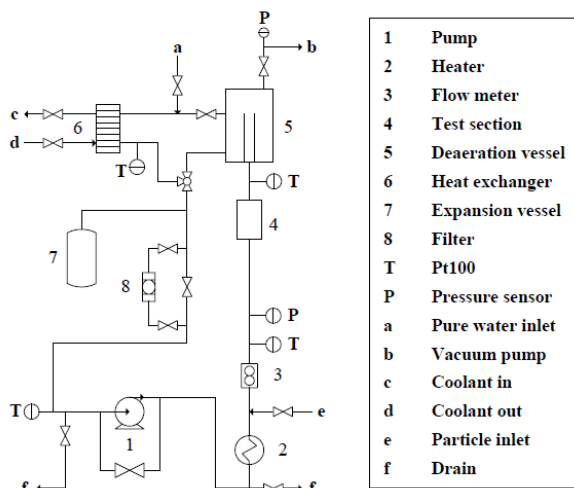 P
b
a
c
d
6
5
T
T
4
7
8
P
T
3
T
e
1
2
f
f
1 Pump
2 Heater
3 Flow meter
4 Test section
5 Deaeration vessel
6 Heat exchanger
7 Expansion vessel
8 Filter
T Pt100
P Pressure sensor
a Pure water inlet
b Vacuum pump
c Coolant in
d Coolant out
e Particle inlet
f Drain